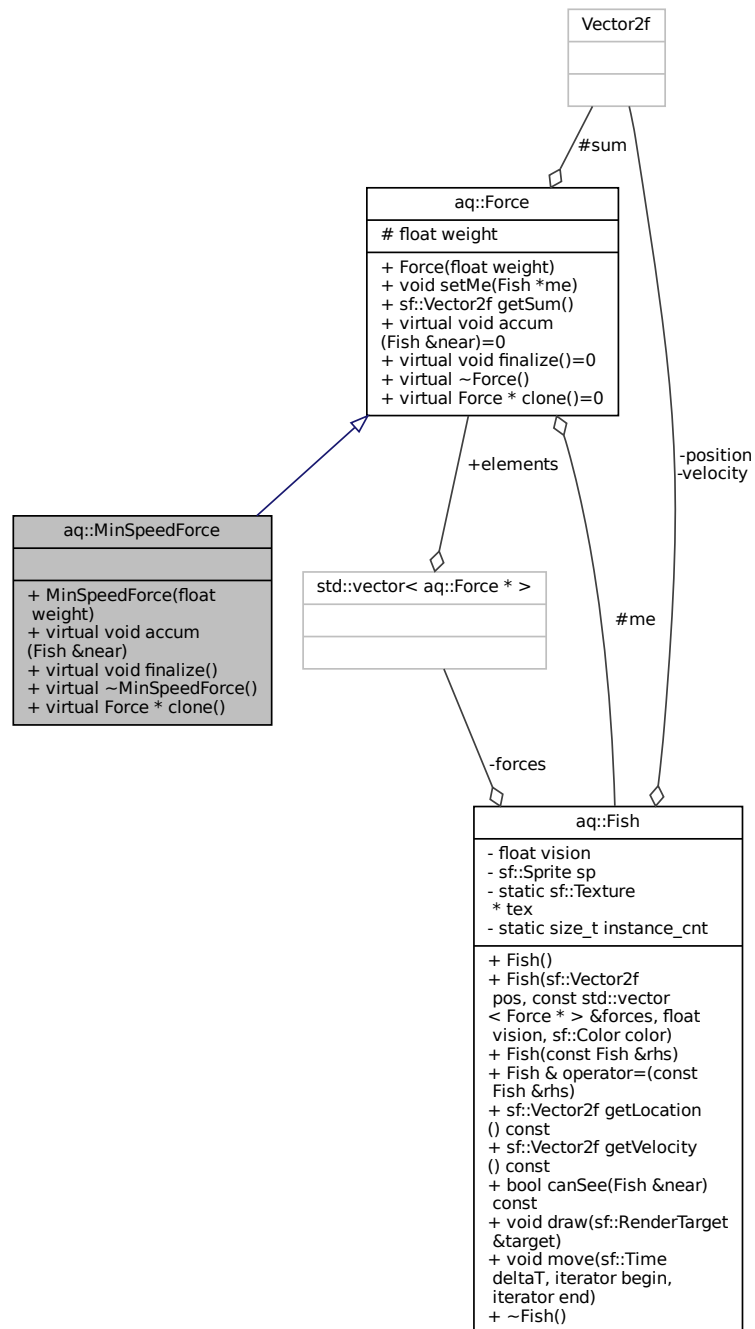 Vector2f
#sum
aq::Force
# float weight
+ Force(float weight)
+ void setMe(Fish *me)
+ sf::Vector2f getSum()
+ virtual void accum
(Fish &near)=0
+ virtual void finalize()=0
+ virtual ~Force()
+ virtual Force * clone()=0
-position
-velocity
+elements
aq::MinSpeedForce
+ MinSpeedForce(float
weight)
+ virtual void accum
(Fish &near)
+ virtual void finalize()
+ virtual ~MinSpeedForce()
+ virtual Force * clone()
std::vector< aq::Force * >
#me
-forces
aq::Fish
- float vision
- sf::Sprite sp
- static sf::Texture
* tex
- static size_t instance_cnt
+ Fish()
+ Fish(sf::Vector2f
pos, const std::vector
< Force * > &forces, float
vision, sf::Color color)
+ Fish(const Fish &rhs)
+ Fish & operator=(const
Fish &rhs)
+ sf::Vector2f getLocation
() const
+ sf::Vector2f getVelocity
() const
+ bool canSee(Fish &near)
const
+ void draw(sf::RenderTarget
&target)
+ void move(sf::Time
deltaT, iterator begin,
iterator end)
+ ~Fish()